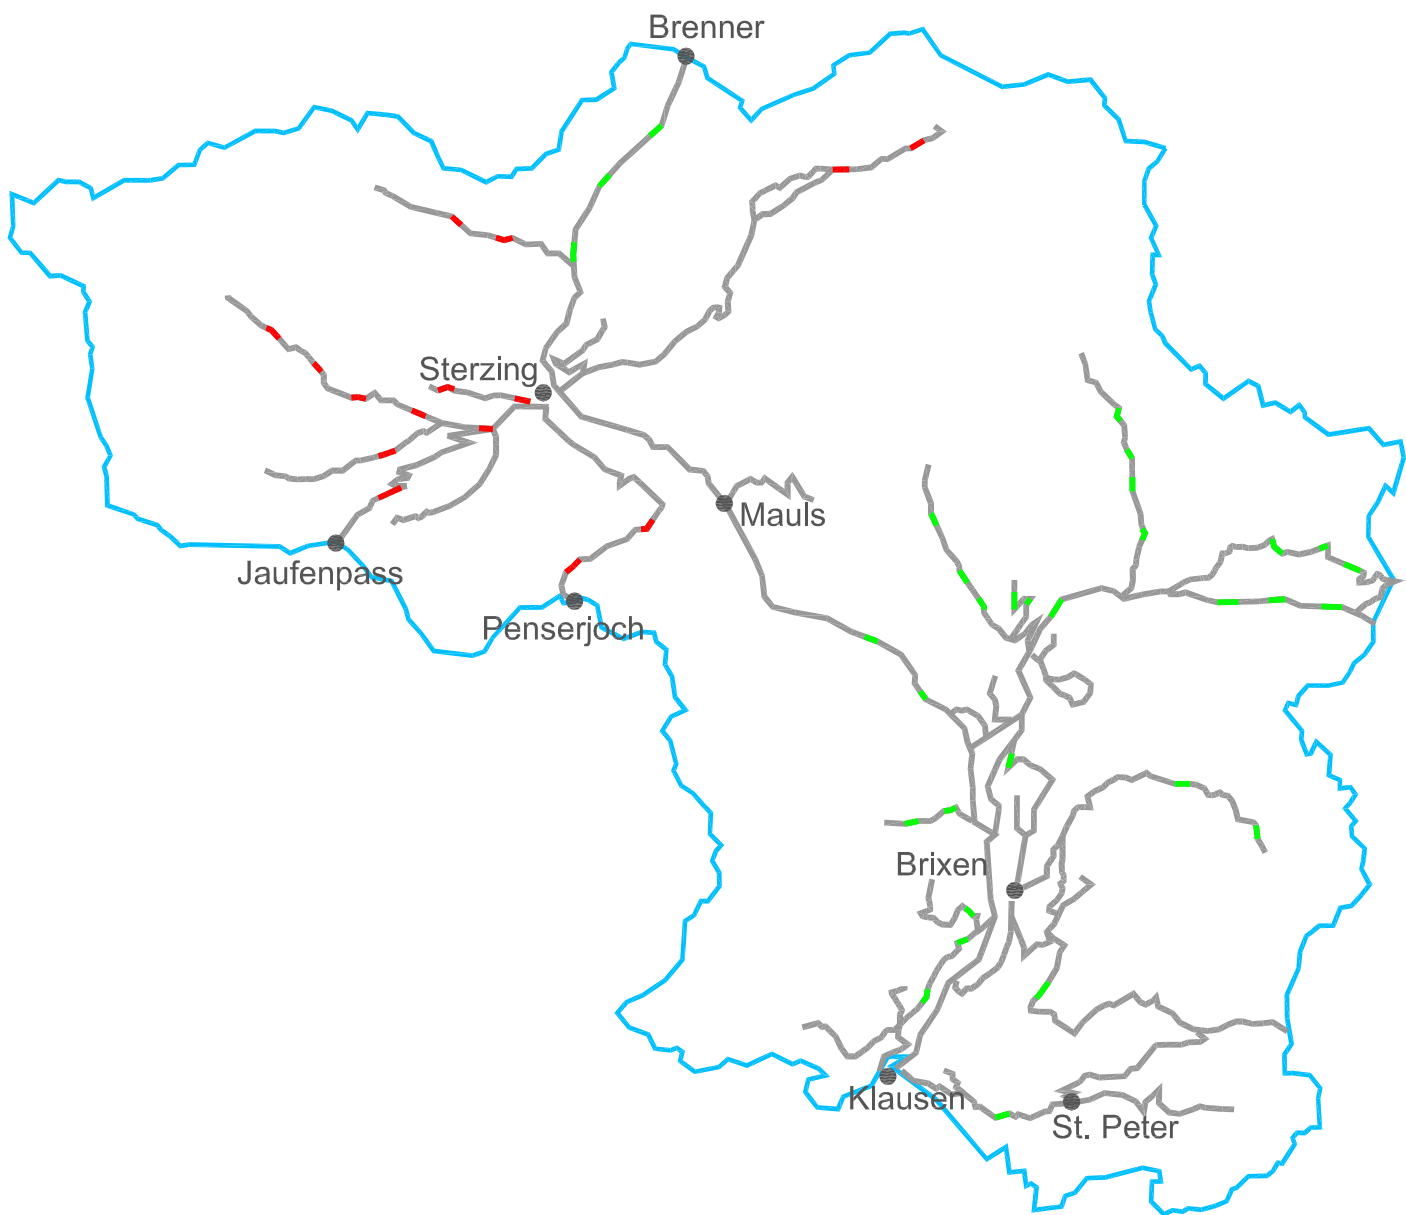 Brenner
Sterzing
Mauls
Jaufenpass
Penserjoch
Brixen
Klausen
St. Peter